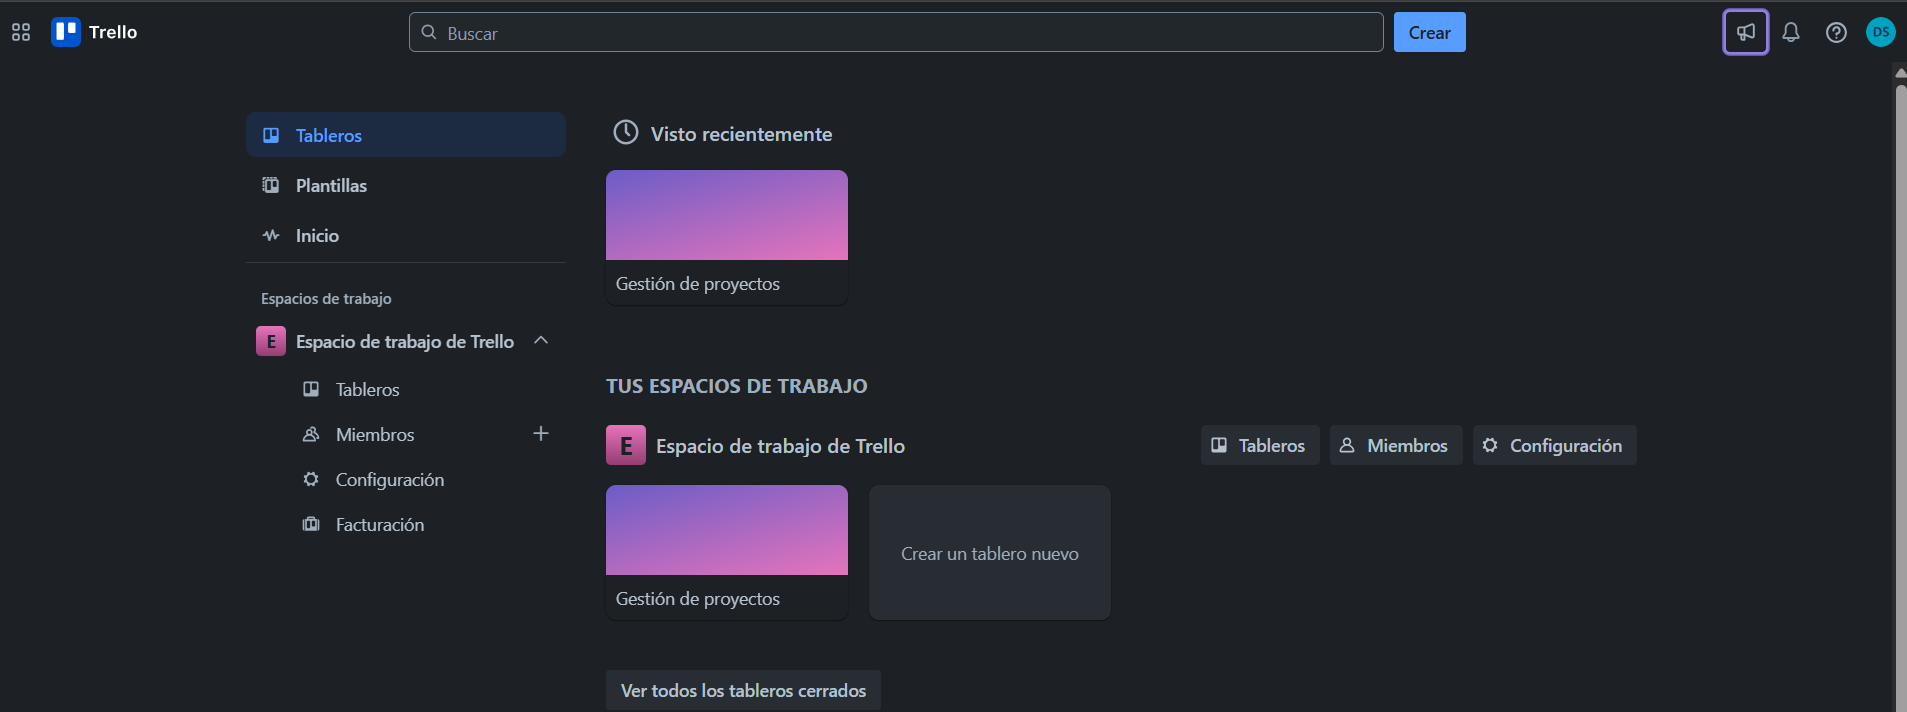 Trello
Buscar
Crear
DS
Tableros
Plantillas
Inicio
Espacios de trabajo
E Espacio de trabajo de Trello
Tableros
Miembros
Configuración
Facturación
Visto recientemente
Gestión de proyectos
TUS ESPACIOS DE TRABAJO
E Espacio de trabajo de Trello
Tableros
Miembros
Configuración
Gestión de proyectos
Crear un tablero nuevo
Ver todos los tableros cerrados